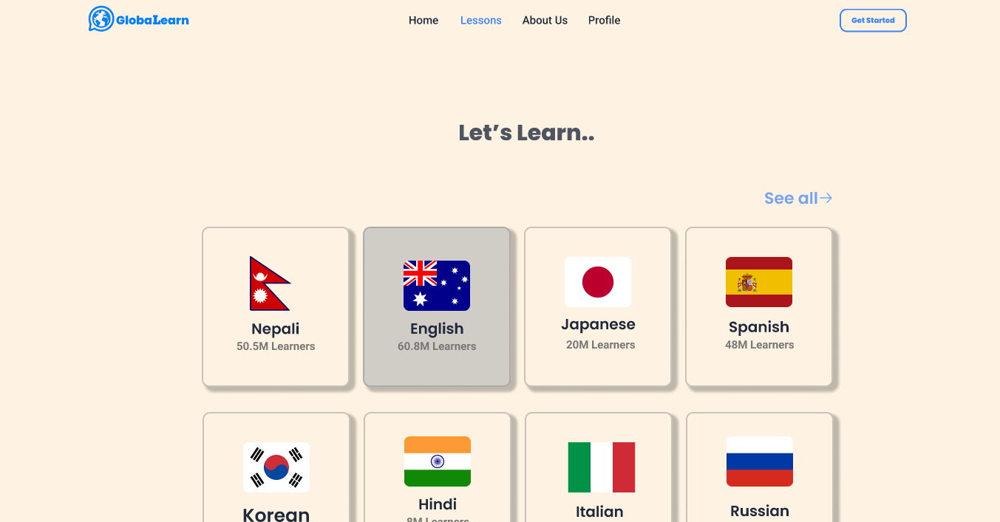 GlobaLearn
Home Lessons About Us Profile
Get Started
Let's Learn..
See all
Nepali
50.5M Learners
English
60.8M Learners
Japanese
20M Learners
Spanish
48M Learners
Korean
Hindi
8M Learners
Italian
Russian